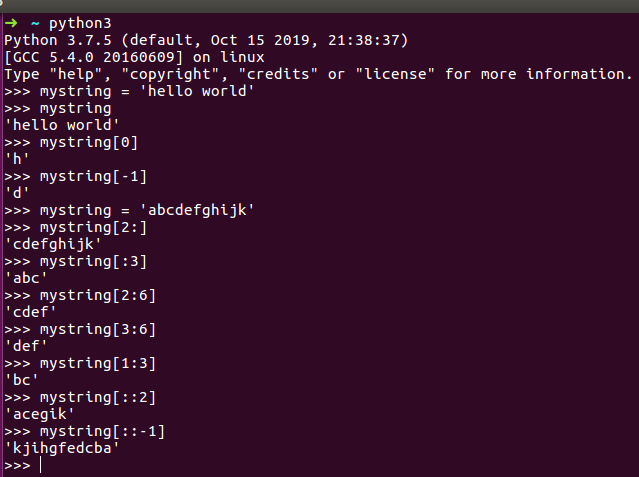 ➜ ~ python3
Python 3.7.5 (default, Oct 15 2019, 21:38:37)
[GCC 5.4.0 20160609] on linux
Type "help", "copyright", "credits" or "license" for more information.
>>> mystring = 'hello world'
>>> mystring
'hello world'
>>> mystring[0]
'h'
>>> mystring[-1]
'd'
>>> mystring = 'abcdefghijk'
>>> mystring[2:]
'cdefghijk'
>>> mystring[:3]
'abc'
>>> mystring[2:6]
'cdef'
>>> mystring[3:6]
'def'
>>> mystring[1:3]
'bc'
>>> mystring[::2]
'acegik'
>>> mystring[::-1]
'kjihgfedcba'
>>>